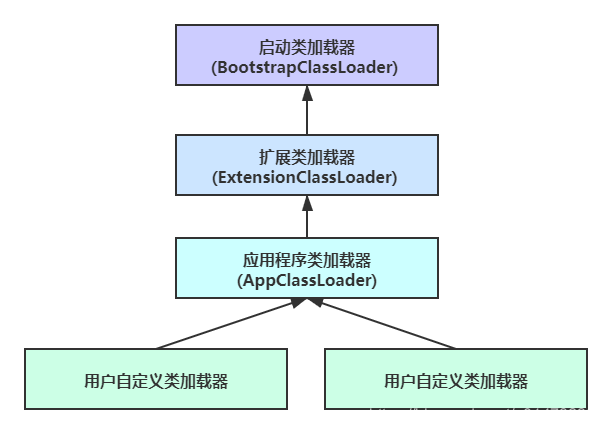 启动类加载器
(BootstrapClassLoader)
扩展类加载器
(ExtensionClassLoader)
应用程序类加载器
(AppClassLoader)
用户自定义类加载器
用户自定义类加载器